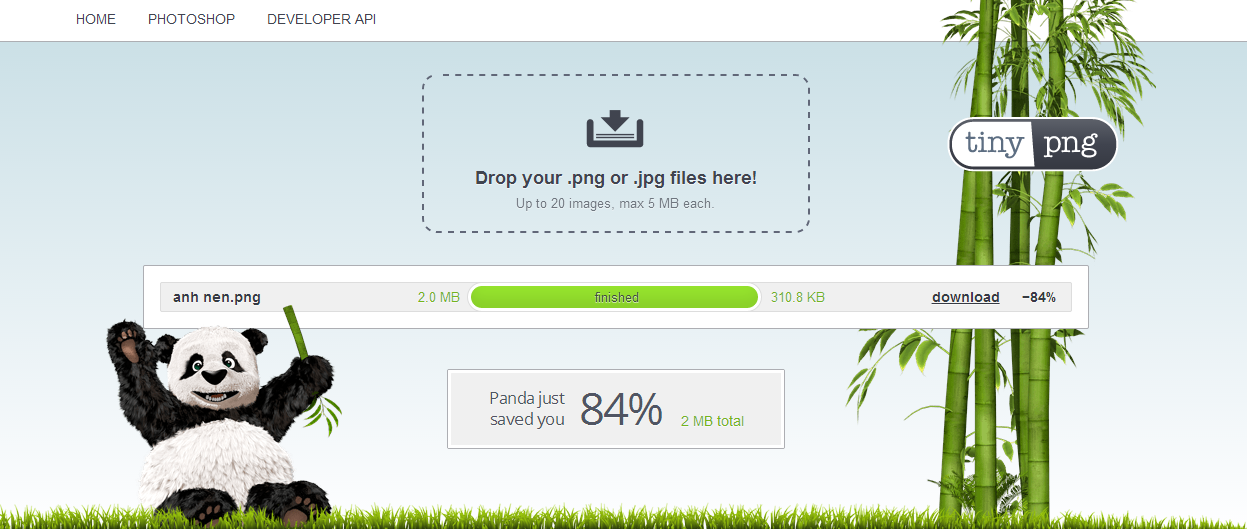 HOME PHOTOSHOP DEVELOPER API
tiny png
Drop your .png or .jpg files here!
Up to 20 images, max 5 MB each.
anh nen.png 2.0 MB finished 310.8 KB download −84%
Panda just
saved you
84% 2 MB total